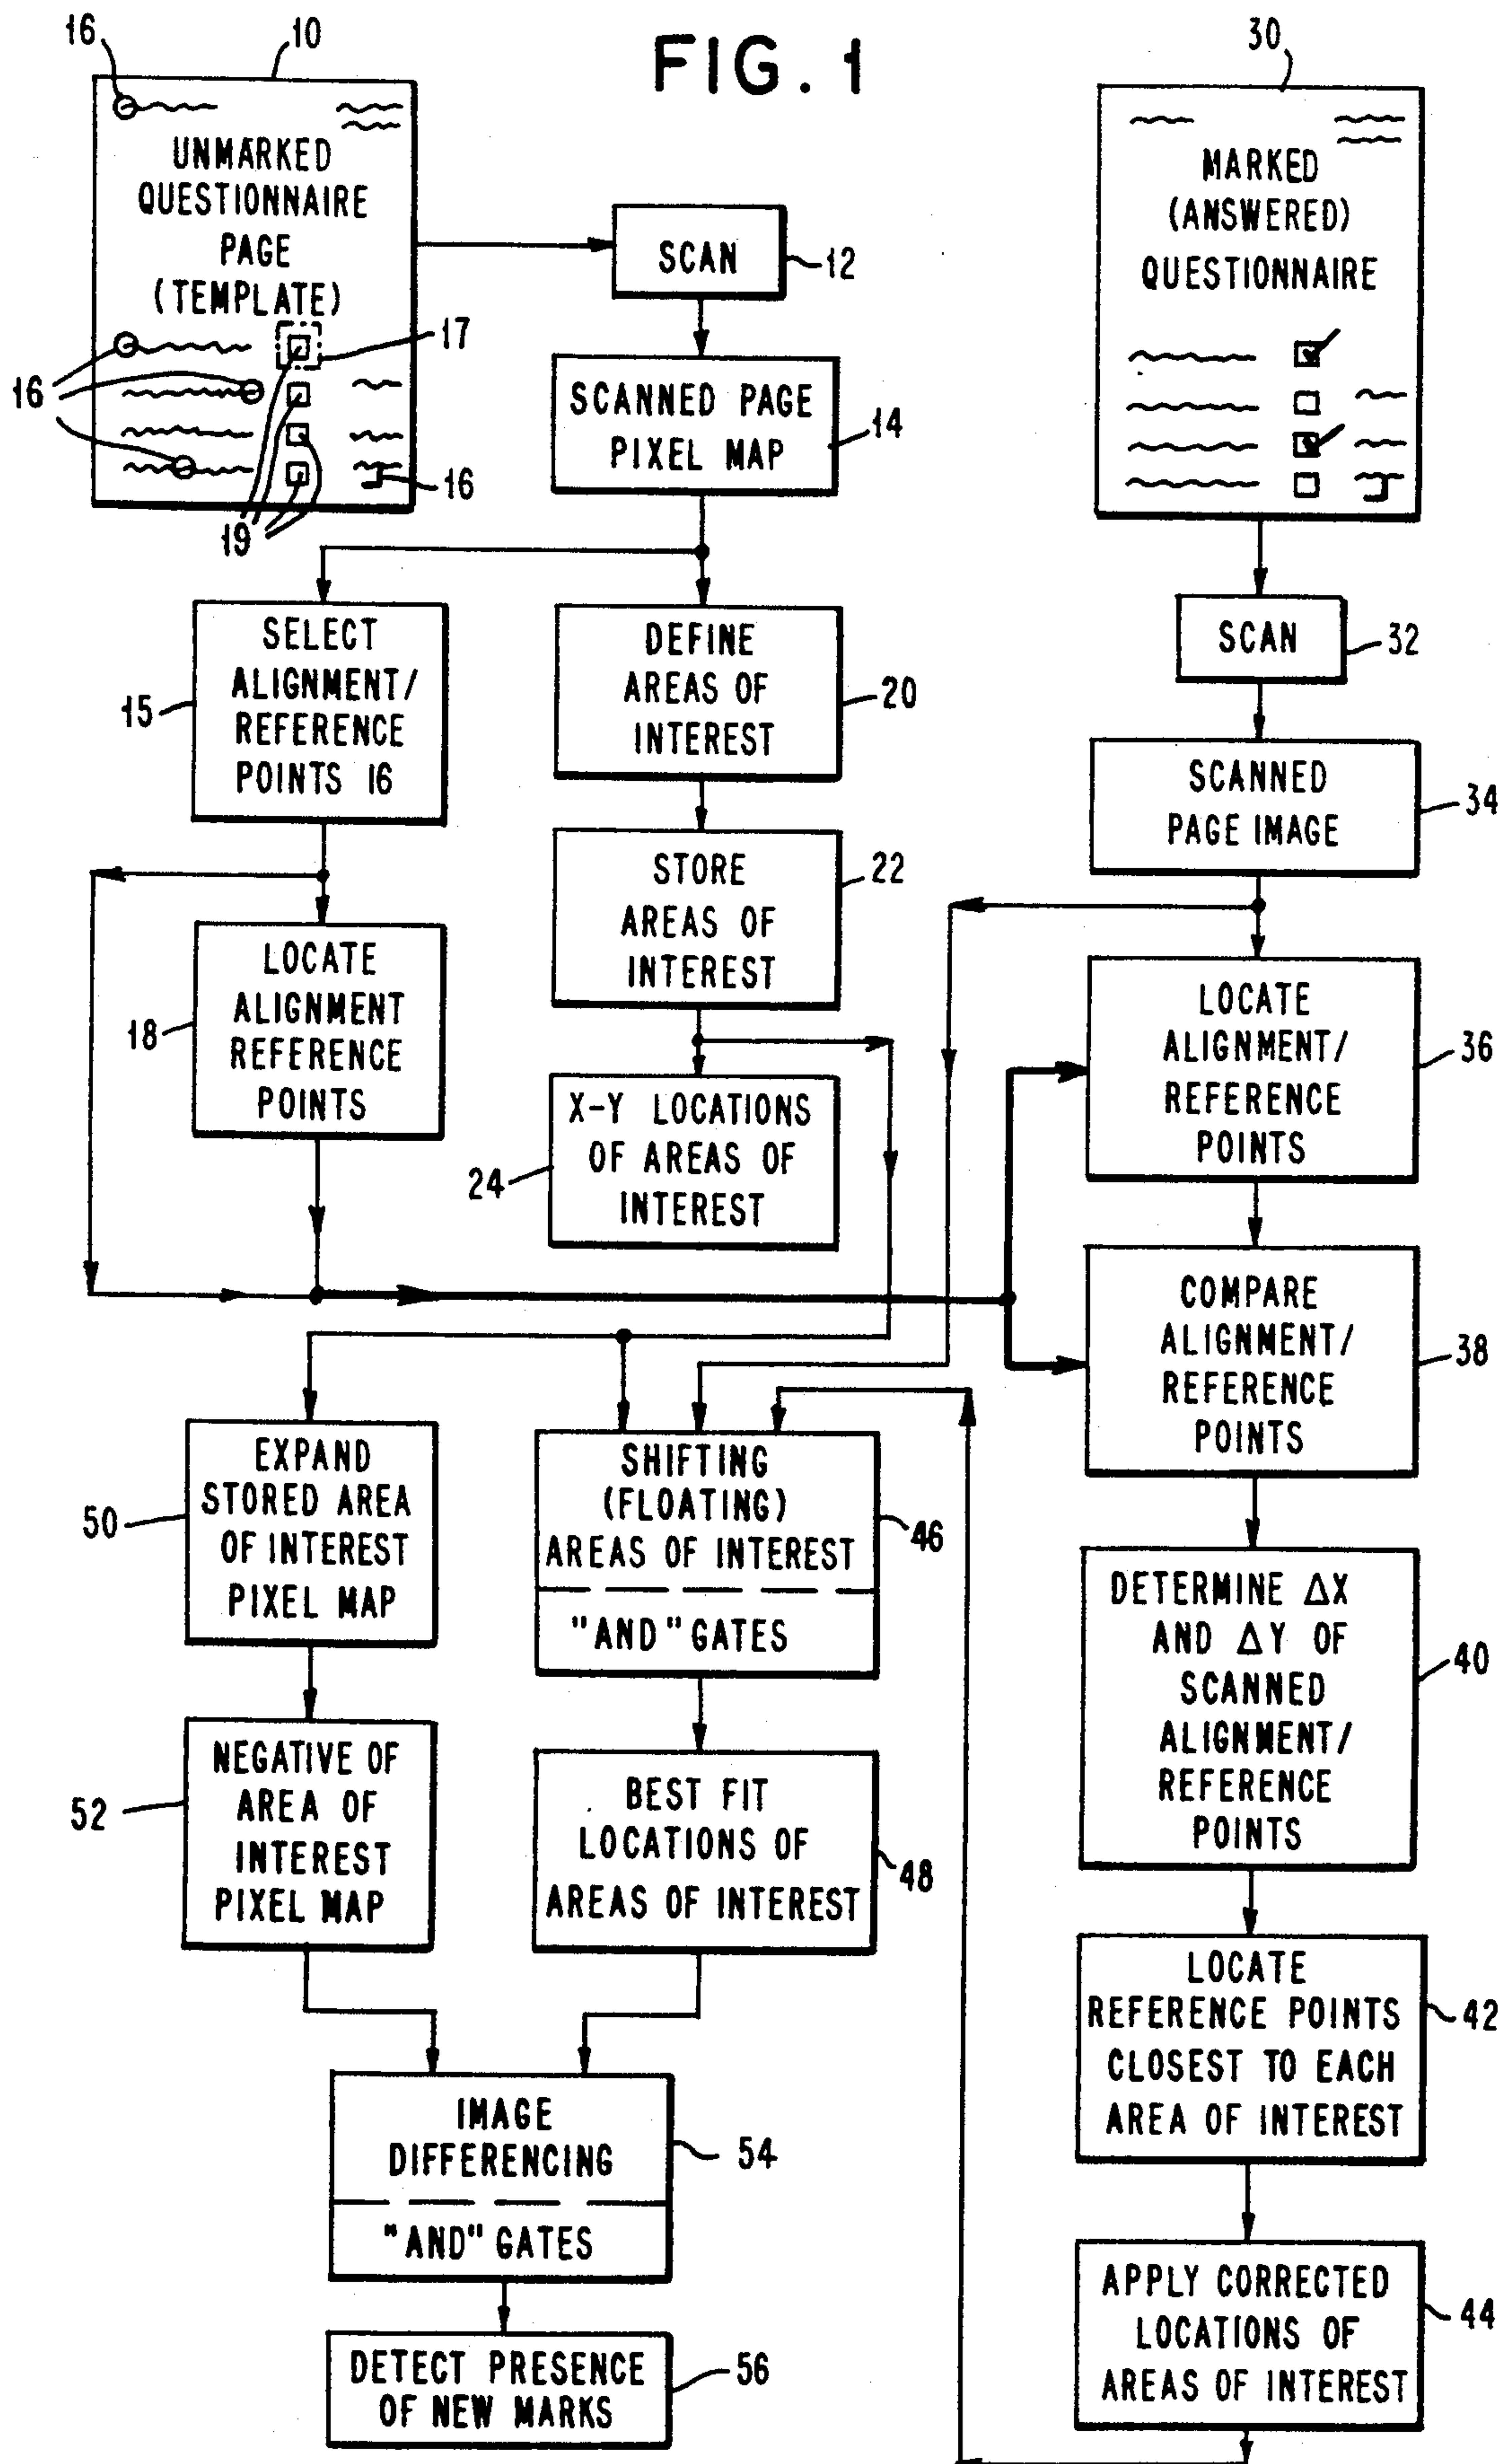 FIG. 1
16
10
UNMARKED
QUESTIONNAIRE
PAGE
(TEMPLATE)
17
16
16
19
SCAN
12
SCANNED PAGE
PIXEL MAP
14
SELECT
ALIGNMENT/
REFERENCE
POINTS 16
15
LOCATE
ALIGNMENT
REFERENCE
POINTS
18
DEFINE
AREAS OF
INTEREST
20
STORE
AREAS OF
INTEREST
22
X-Y LOCATIONS
OF AREAS OF
INTEREST
24
30
MARKED
(ANSWERED)
QUESTIONNAIRE
SCAN
32
SCANNED
PAGE IMAGE
34
LOCATE
ALIGNMENT/
REFERENCE
POINTS
36
COMPARE
ALIGNMENT/
REFERENCE
POINTS
38
DETERMINE ΔX
AND ΔY OF
SCANNED
ALIGNMENT/
REFERENCE
POINTS
40
LOCATE
REFERENCE POINTS
CLOSEST TO EACH
AREA OF INTEREST
42
APPLY CORRECTED
LOCATIONS OF
AREAS OF INTEREST
44
SHIFTING
(FLOATING)
AREAS OF INTEREST
"AND" GATES
46
BEST FIT
LOCATIONS OF
AREAS OF INTEREST
48
EXPAND
STORED AREA
OF INTEREST
PIXEL MAP
50
NEGATIVE OF
AREA OF
INTEREST
PIXEL MAP
52
IMAGE
DIFFERENCING
"AND" GATES
54
DETECT PRESENCE
OF NEW MARKS
56